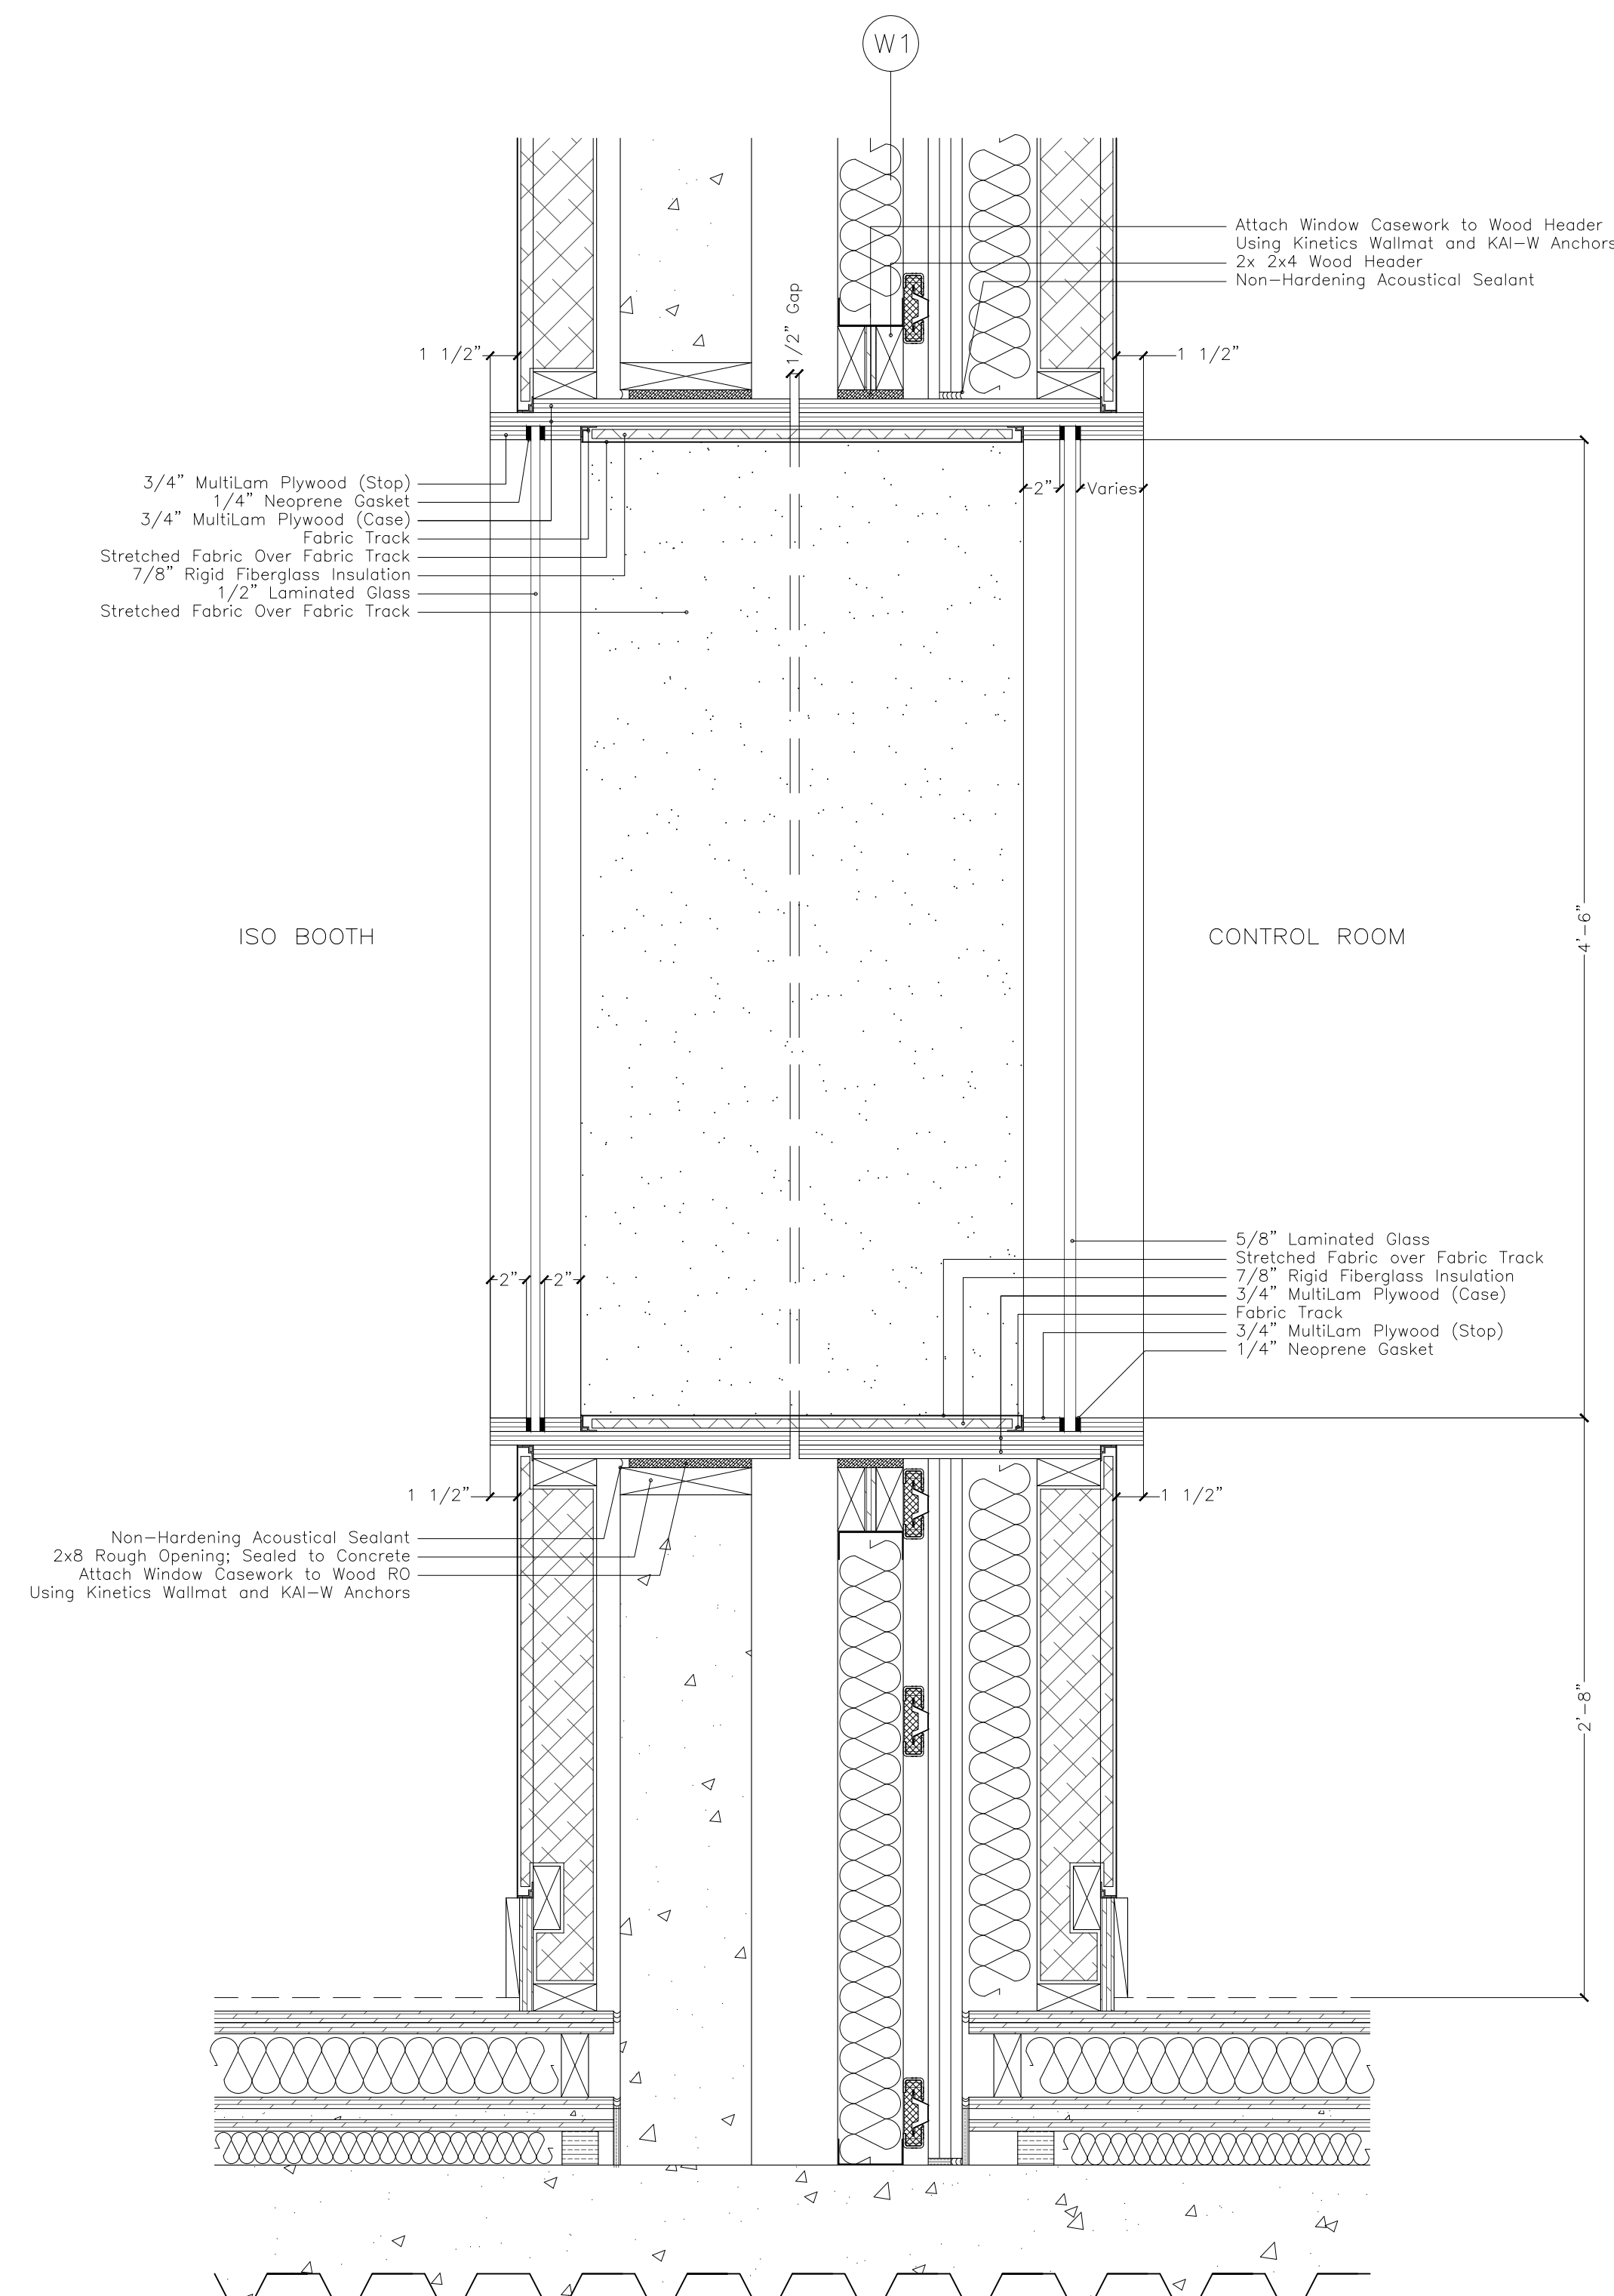 W1
Attach Window Casework to Wood Header
Using Kinetics Wallmat and KAI-W Anchors
2x 2x4 Wood Header
Non-Hardening Acoustical Sealant
1/2" Gap
1 1/2"
1 1/2"
3/4" MultiLam Plywood (Stop)
1/4" Neoprene Gasket
3/4" MultiLam Plywood (Case)
Fabric Track
Stretched Fabric Over Fabric Track
7/8" Rigid Fiberglass Insulation
1/2" Laminated Glass
Stretched Fabric Over Fabric Track
2"
Varies
ISO BOOTH
CONTROL ROOM
4'-6"
5/8" Laminated Glass
Stretched Fabric over Fabric Track
7/8" Rigid Fiberglass Insulation
3/4" MultiLam Plywood (Case)
Fabric Track
3/4" MultiLam Plywood (Stop)
1/4" Neoprene Gasket
2"
2"
1 1/2"
1 1/2"
Non-Hardening Acoustical Sealant
2x8 Rough Opening; Sealed to Concrete
Attach Window Casework to Wood RO
Using Kinetics Wallmat and KAI-W Anchors
2'-8"